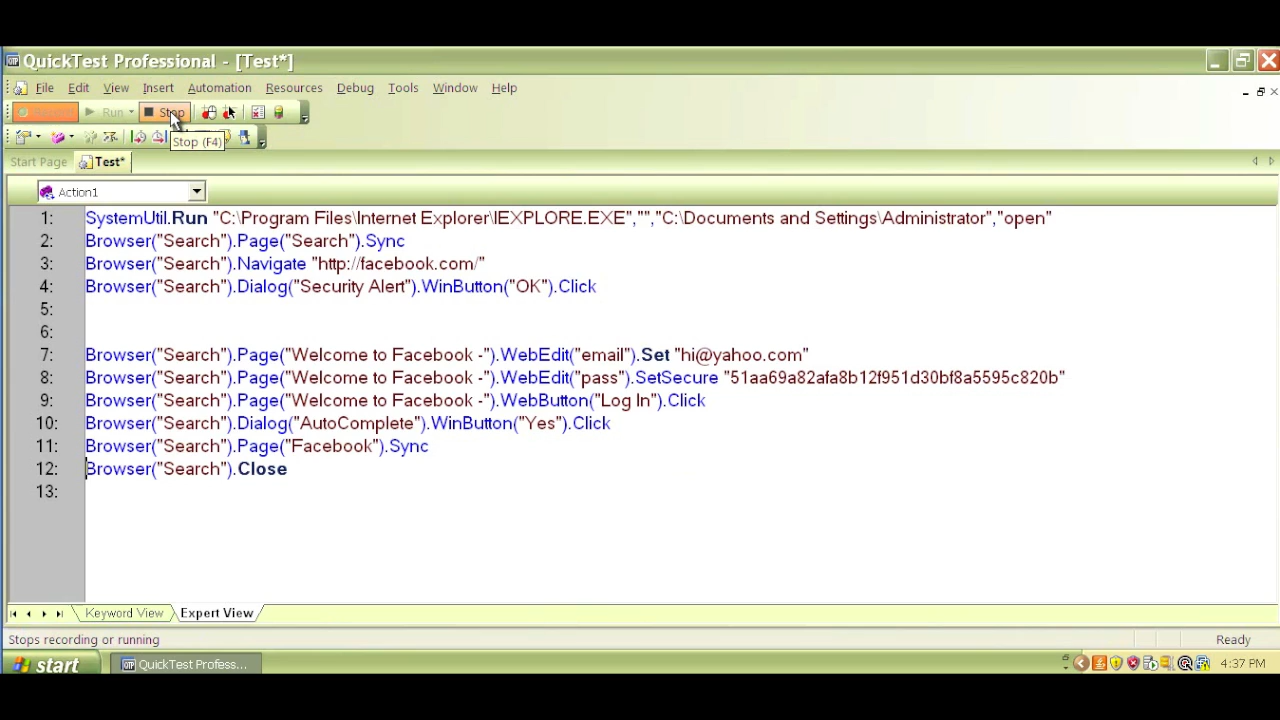 QuickTest Professional - [Test*]
File Edit View Insert Automation Resources Debug Tools Window Help
Run Stop
Stop (F4)
Start Page Test*
Action1
1: SystemUtil.Run "C:\Program Files\Internet Explorer\IEXPLORE.EXE","","C:\Documents and Settings\Administrator","open"
2: Browser("Search").Page("Search").Sync
3: Browser("Search").Navigate "http://facebook.com/"
4: Browser("Search").Dialog("Security Alert").WinButton("OK").Click
5:
6:
7: Browser("Search").Page("Welcome to Facebook -").WebEdit("email").Set "hi@yahoo.com"
8: Browser("Search").Page("Welcome to Facebook -").WebEdit("pass").SetSecure "51aa69a82afa8b12f951d30bf8a5595c820b"
9: Browser("Search").Page("Welcome to Facebook -").WebButton("Log In").Click
10: Browser("Search").Dialog("AutoComplete").WinButton("Yes").Click
11: Browser("Search").Page("Facebook").Sync
12: Browser("Search").Close
13:
Keyword View Expert View
Stops recording or running Ready
start QuickTest Profess... 4:37 PM